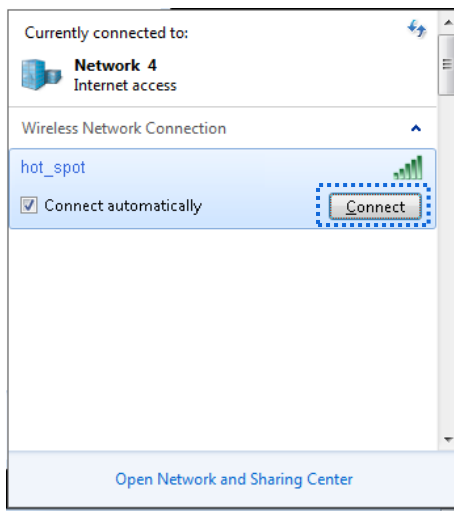 Currently connected to:
Network 4
Internet access
Wireless Network Connection
hot_spot
Connect automatically
Connect
Open Network and Sharing Center